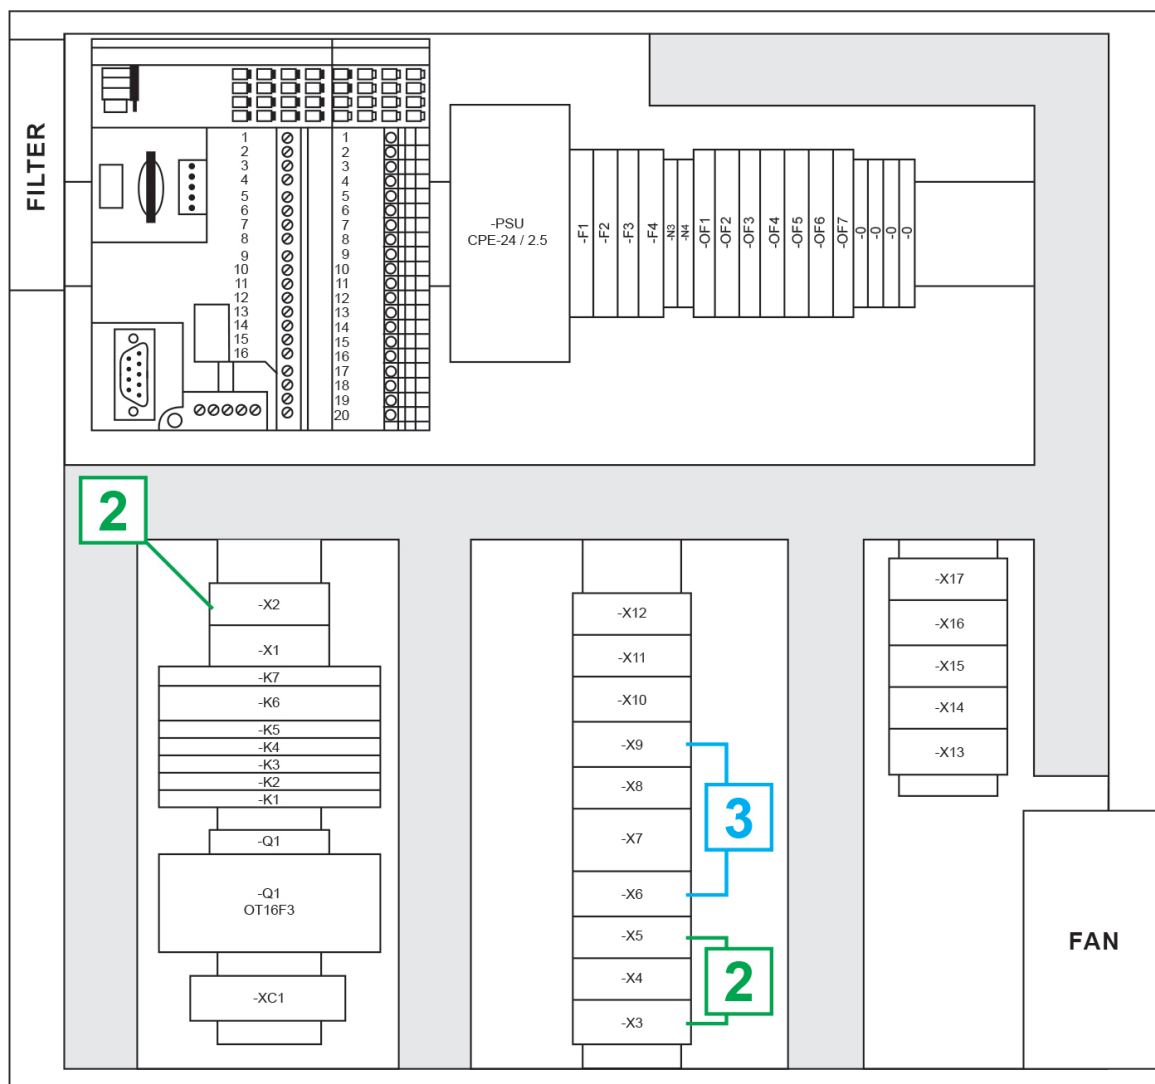 FILTER
1
2
3
4
5
6
7
8
9
10
11
12
13
14
15
16
1
2
3
4
5
6
7
8
9
10
11
12
13
14
15
16
17
18
19
20
-PSU
CPE-24 / 2.5
-F1
-F2
-F3
-F4
-N3
-N4
-OF1
-OF2
-OF3
-OF4
-OF5
-OF6
-OF7
-0
-0
-0
-0
2
-X2
-X1
-K7
-K6
-K5
-K4
-K3
-K2
-K1
-Q1
-Q1
OT16F3
-XC1
-X12
-X11
-X10
-X9
-X8
-X7
-X6
-X5
-X4
-X3
3
2
-X17
-X16
-X15
-X14
-X13
FAN